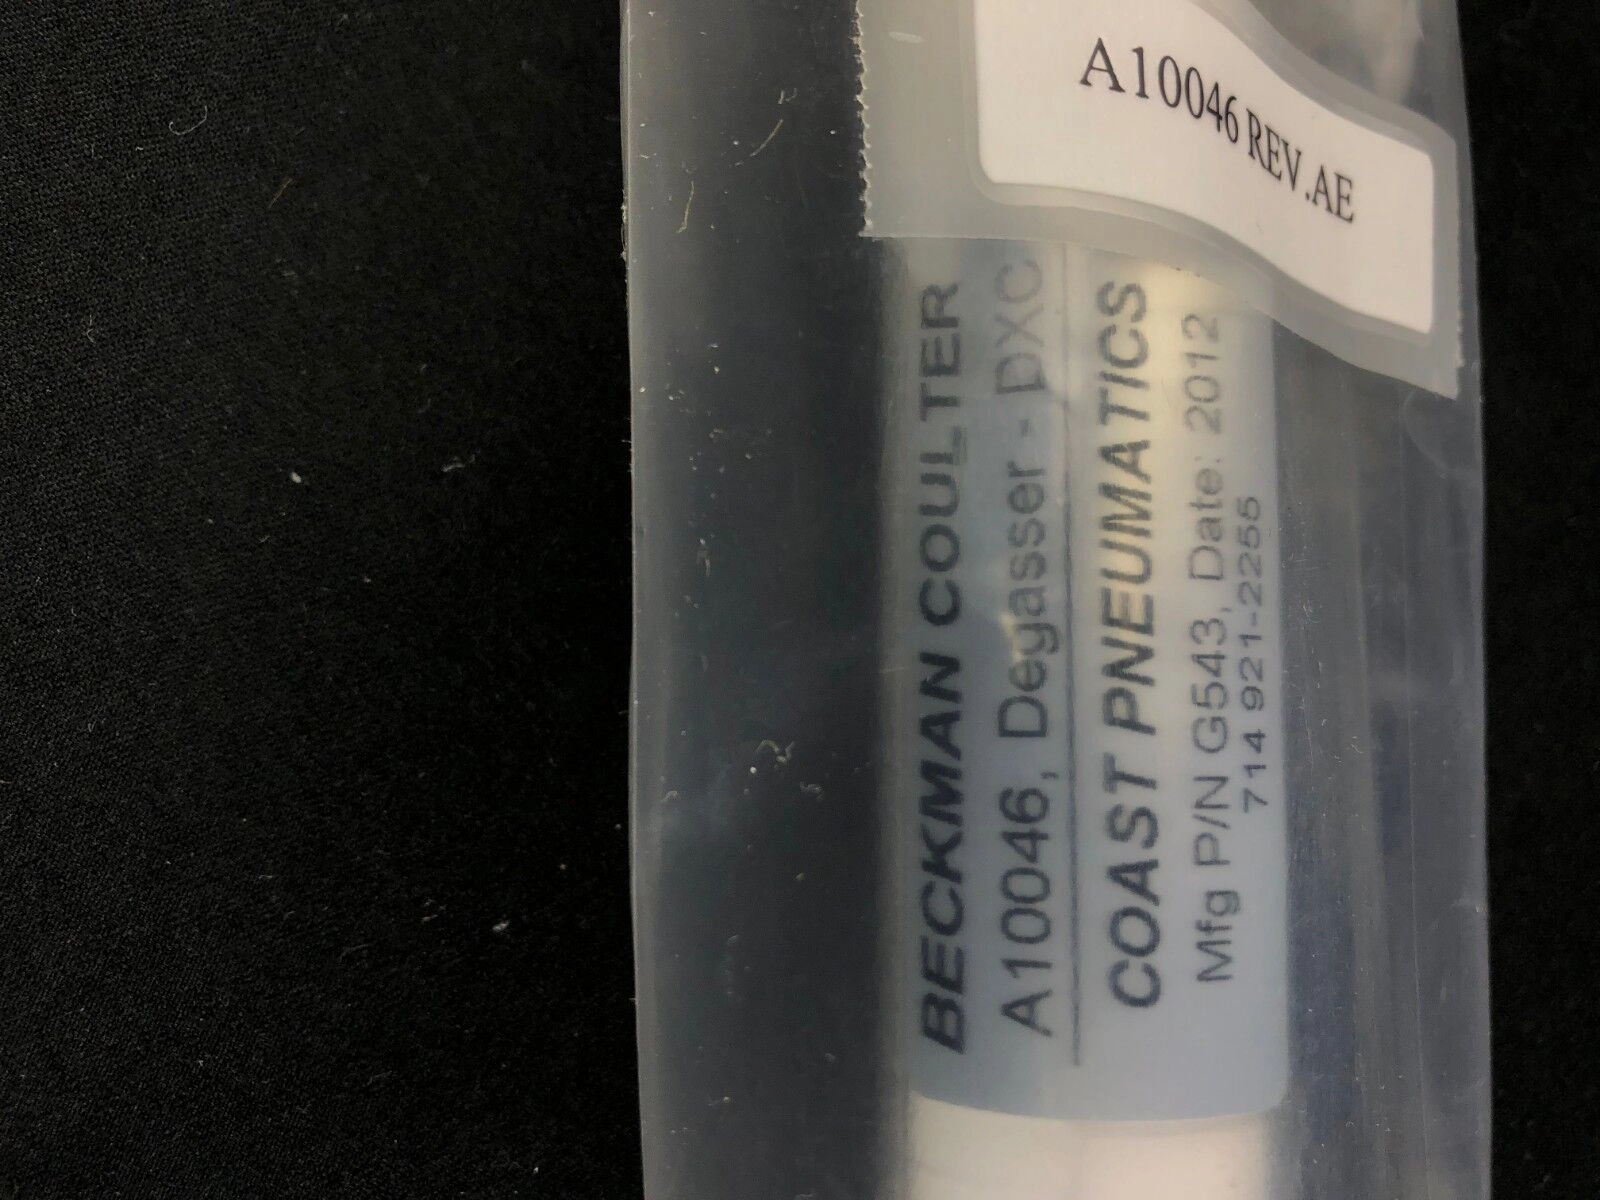 A10046 REV.AE
BECKMAN COULTER
A10046, Degasser - DXC
COAST PNEUMATICS
Mfg P/N G543, Date: 2012
714 921-2255